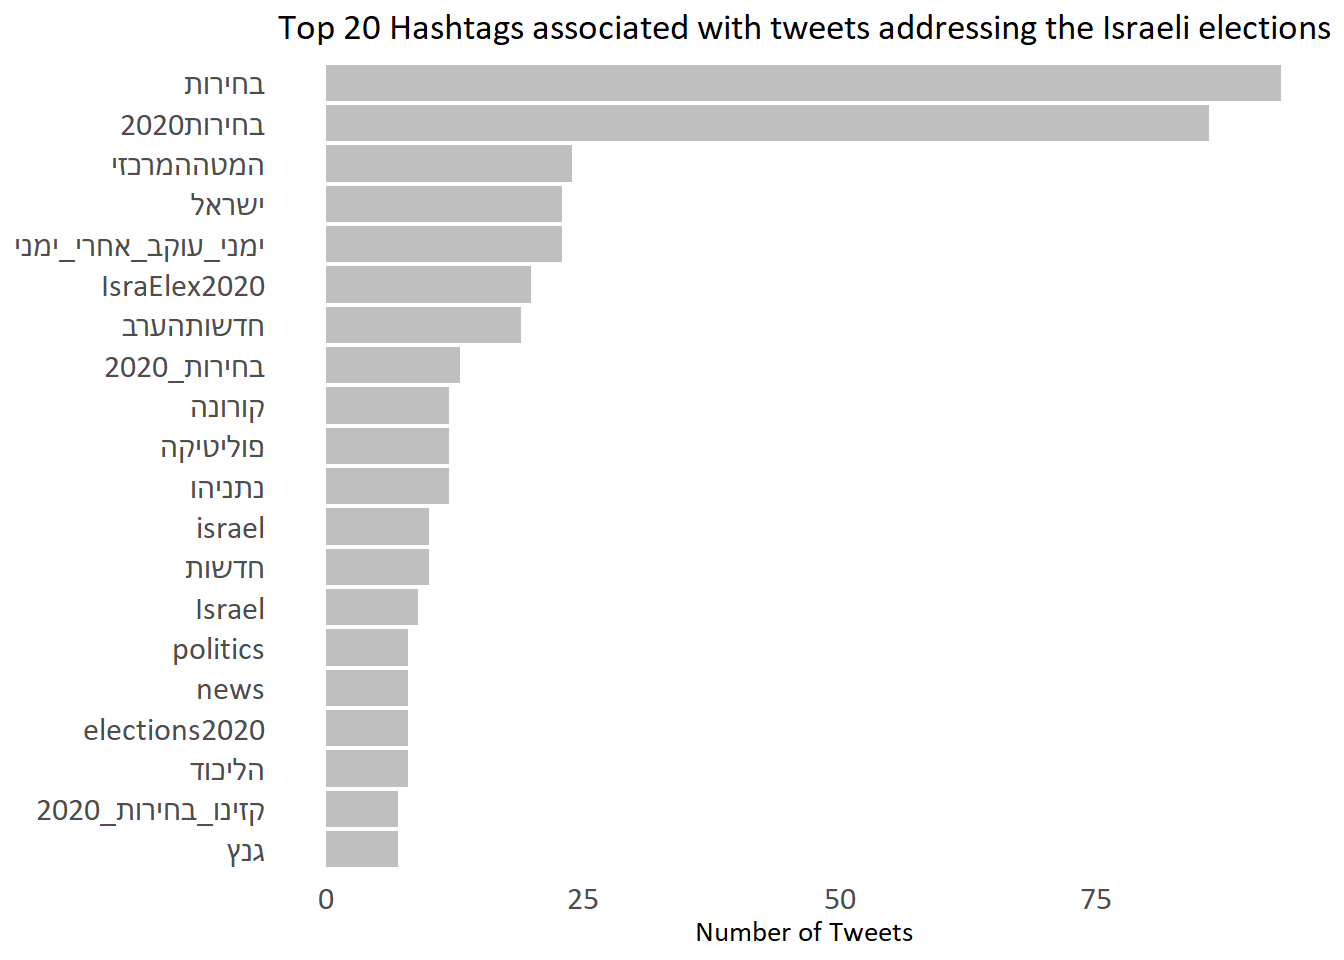 Top 20 Hashtags associated with tweets addressing the Israeli elections
בחירות
בחירות2020
המטההמרכזי
ישראל
ימני_עוקב_אחרי_ימני
IsraElex2020
חדשותהערב
בחירות_2020
קורונה
פוליטיקה
נתניהו
israel
חדשות
Israel
politics
news
elections2020
הליכוד
קזינו_בחירות_2020
גנץ
0 25 50 75
Number of Tweets